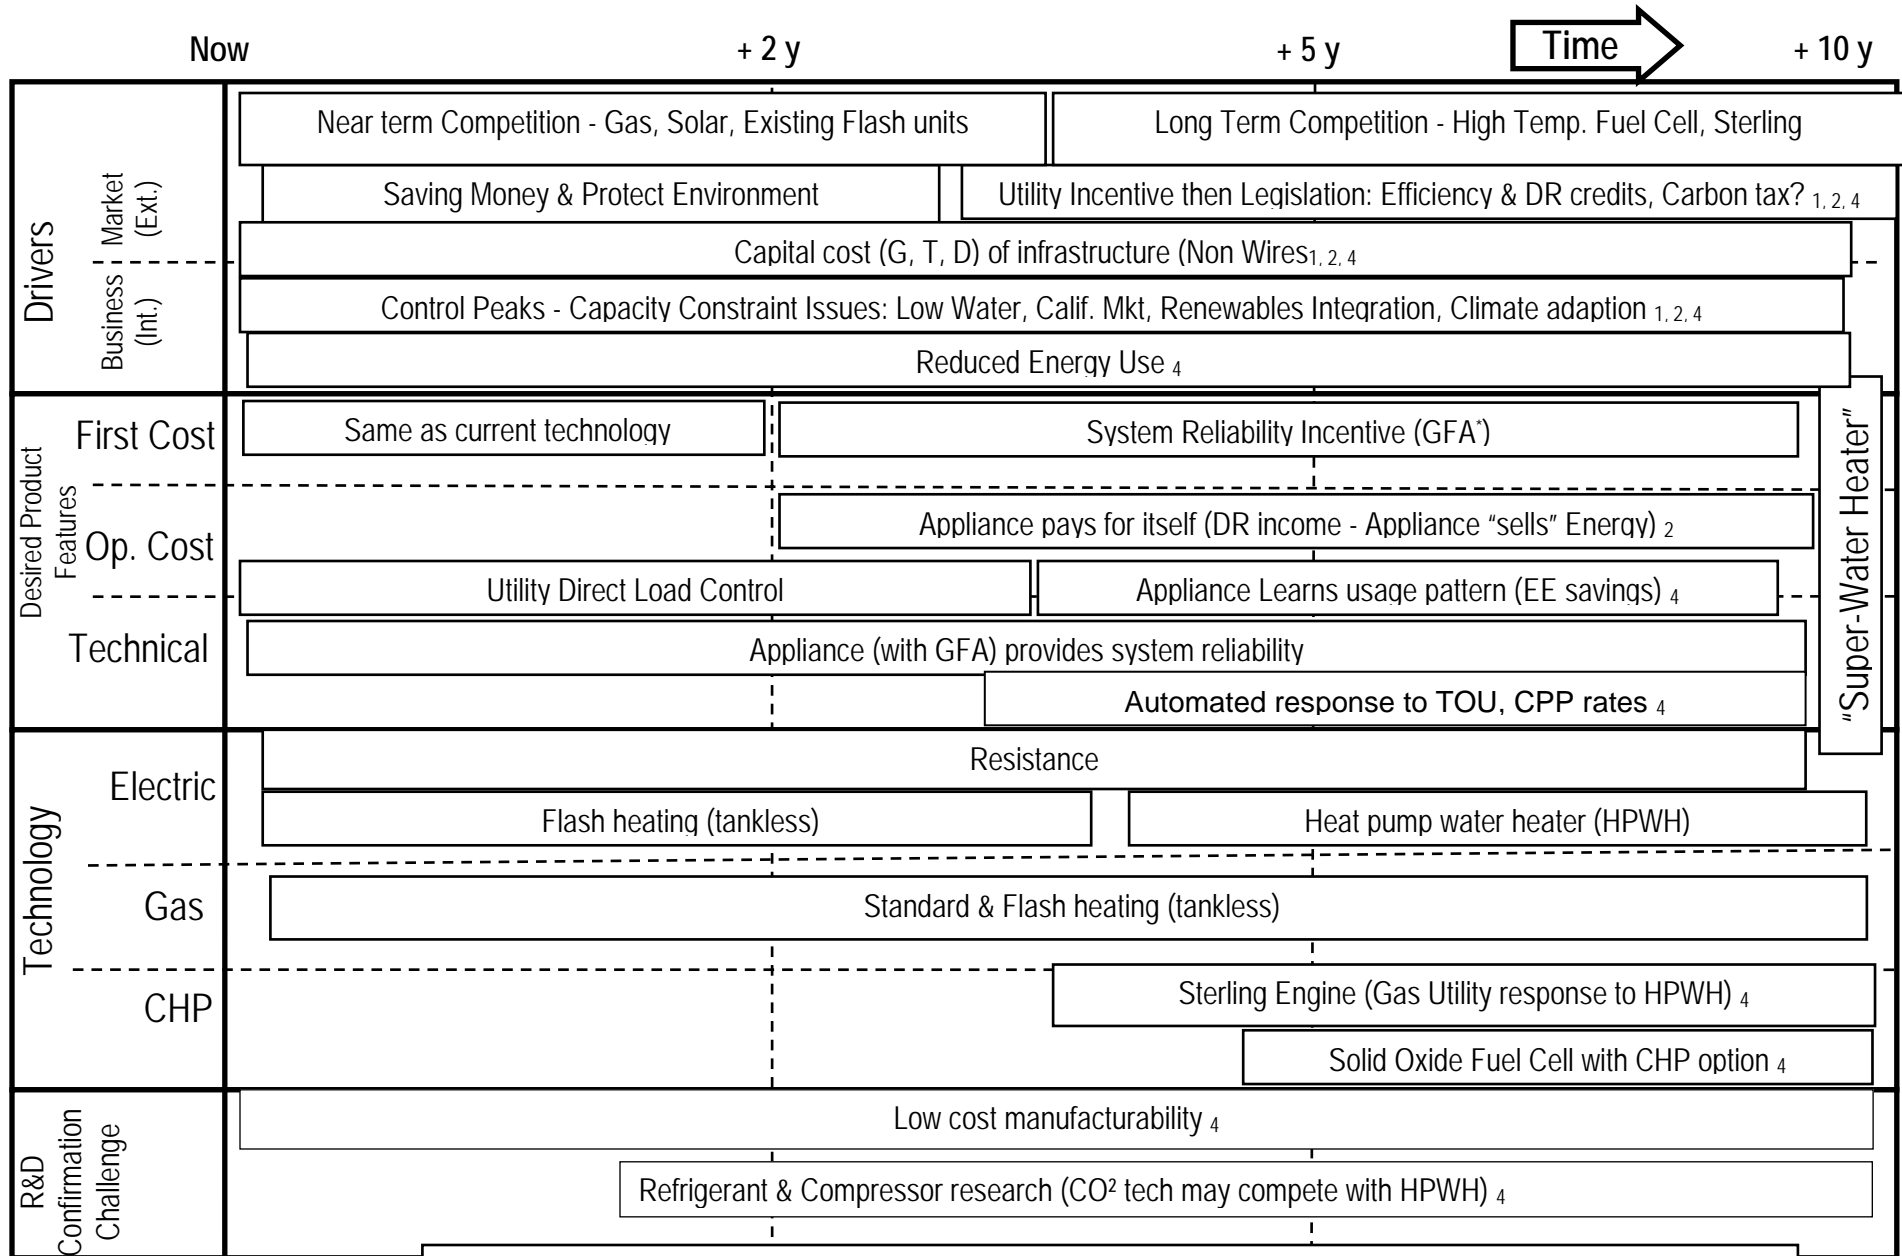 Now
+ 2 y
+ 5 y
Time
+ 10 y
Drivers
Market
(Ext.)
Business
(Int.)
Near term Competition - Gas, Solar, Existing Flash units
Long Term Competition - High Temp. Fuel Cell, Sterling
Saving Money & Protect Environment
Utility Incentive then Legislation: Efficiency & DR credits, Carbon tax? 1, 2, 4
Capital cost (G, T, D) of infrastructure (Non Wires1, 2, 4
Control Peaks - Capacity Constraint Issues: Low Water, Calif. Mkt, Renewables Integration, Climate adaption 1, 2, 4
Reduced Energy Use 4
Desired Product
Features
First Cost
Same as current technology
System Reliability Incentive (GFA*)
Op. Cost
Appliance pays for itself (DR income - Appliance “sells” Energy) 2
Utility Direct Load Control
Appliance Learns usage pattern (EE savings) 4
Technical
Appliance (with GFA) provides system reliability
Automated response to TOU, CPP rates 4
“Super-Water Heater”
Technology
Electric
Resistance
Flash heating (tankless)
Heat pump water heater (HPWH)
Gas
Standard & Flash heating (tankless)
CHP
Sterling Engine (Gas Utility response to HPWH) 4
Solid Oxide Fuel Cell with CHP option 4
R&D
Confirmation
Challenge
Low cost manufacturability 4
Refrigerant & Compressor research (CO² tech may compete with HPWH) 4